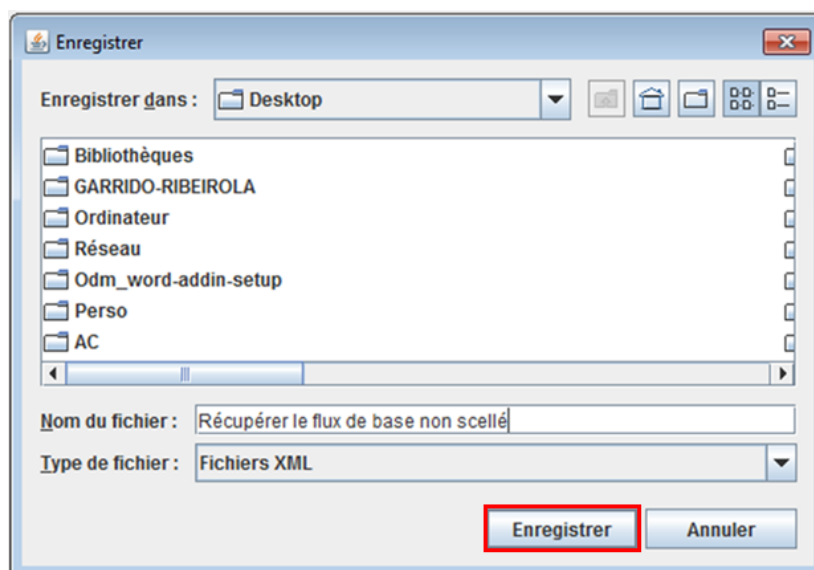 Enregistrer
Enregistrer dans : Desktop
Bibliothèques
GARRIDO-RIBEIROLA
Ordinateur
Réseau
Odm_word-addin-setup
Perso
AC
Nom du fichier : Récupérer le flux de base non scellé
Type de fichier : Fichiers XML
Enregistrer Annuler